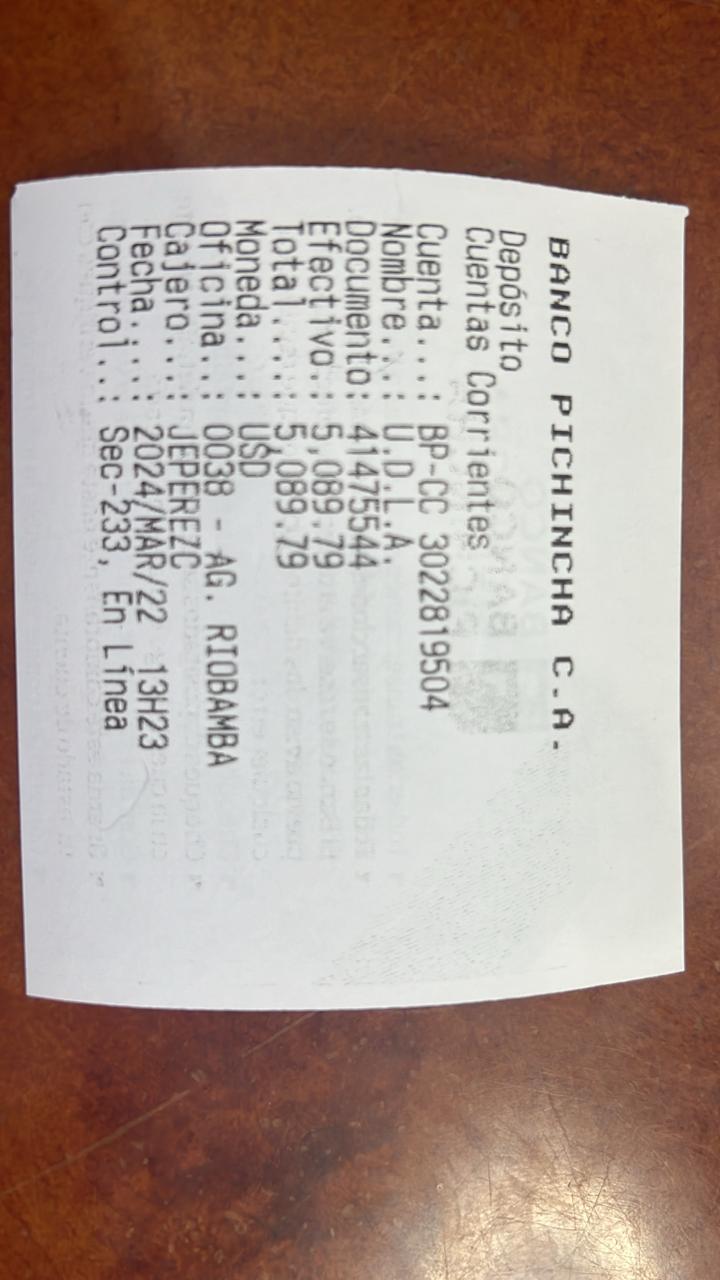 BANCO PICHINCHA C.A.
Depósito
Cuentas Corrientes
Cuenta...: BP-CC 3022819504
Nombre...: U.D.L.A.
Documento: 41475544
Efectivo.: 5,089.79
Total....: 5,089.79
Moneda...: USD
Oficina..: 0038 - AG. RIOBAMBA
Cajero...: JEPEREZC
Fecha....: 2024/MAR/22 13H23
Control..: Sec-233, En Línea